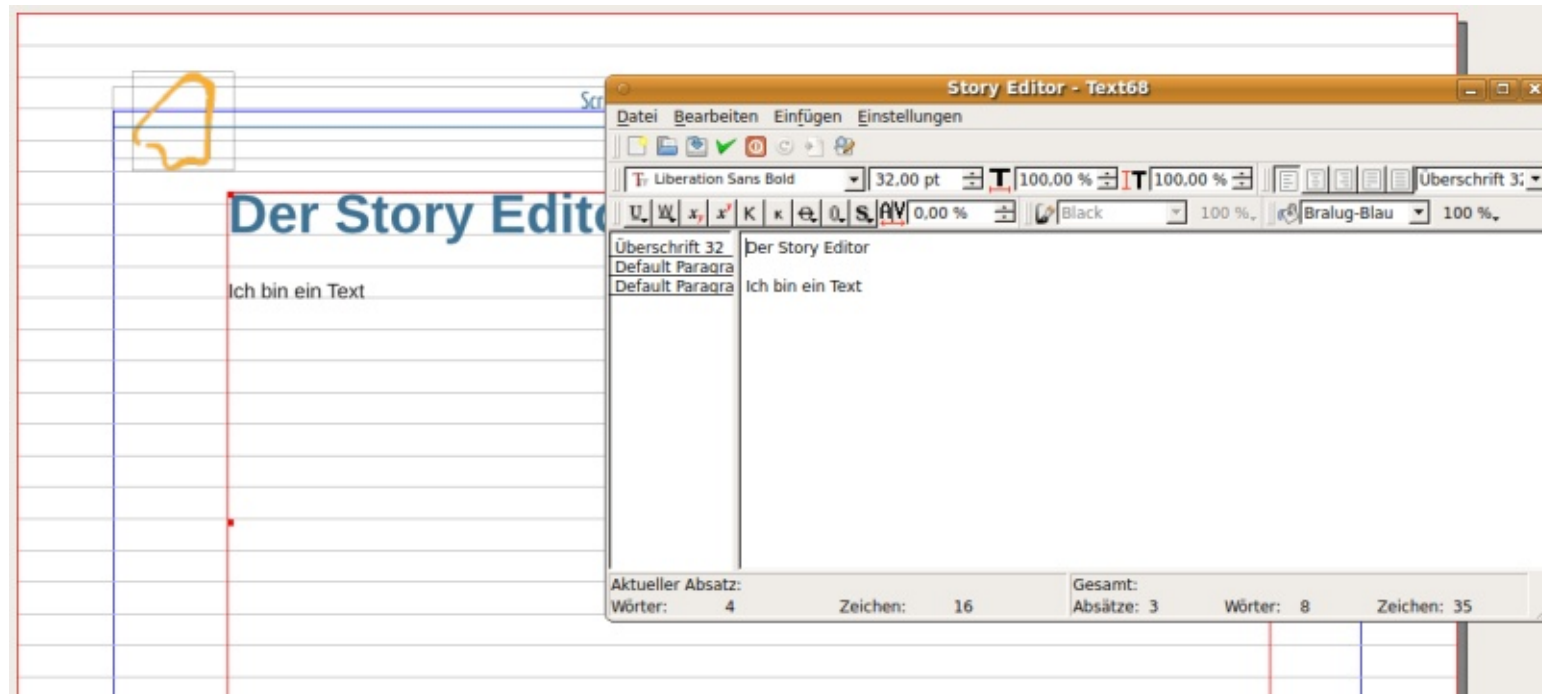 Scr
Story Editor - Text68
Datei Bearbeiten Einfügen Einstellungen
Liberation Sans Bold 32,00 pt 100,00 % 100,00 % Überschrift 32
0,00 % Black 100 % Bralug-Blau 100 %
Der Story Edito
Überschrift 32 Der Story Editor
Default Paragra
Default Paragra Ich bin ein Text
Ich bin ein Text
Aktueller Absatz: Gesamt:
Wörter: 4 Zeichen: 16 Absätze: 3 Wörter: 8 Zeichen: 35